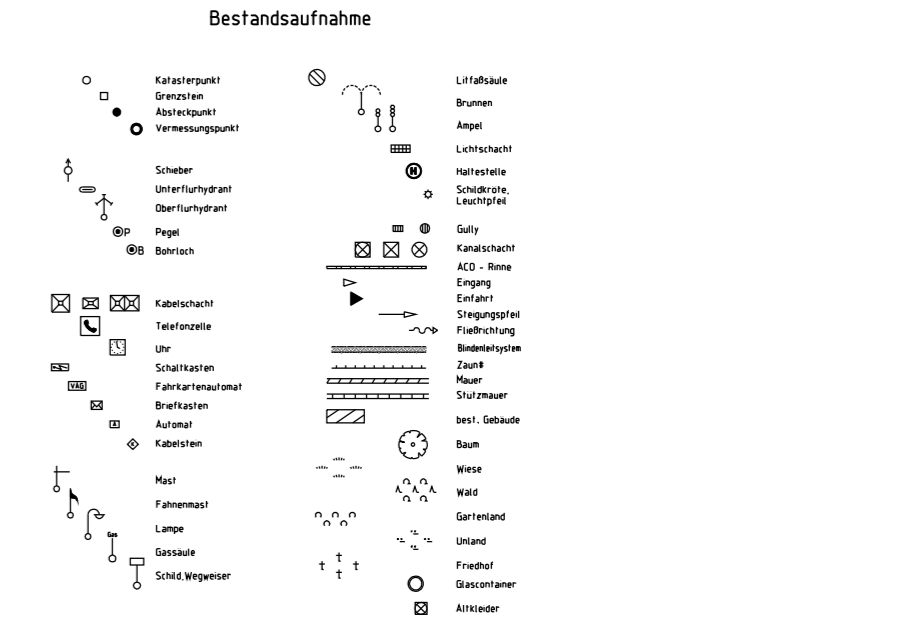 Bestandsaufnahme
Katasterpunkt
Grenzstein
Absteckpunkt
Vermessungspunkt
Schieber
Unterflurhydrant
Oberflurhydrant
P Pegel
B Bohrloch
Kabelschacht
Telefonzelle
Uhr
Schaltkasten
VAG Fahrkartenautomat
Briefkasten
A Automat
K Kabelstein
Mast
Fahnenmast
Lampe
Gas
Gassäule
Schild,Wegweiser
Litfaßsäule
Brunnen
Ampel
Lichtschacht
H Haltestelle
Schildkröte,
Leuchtpfeil
Gully
Kanalschacht
ACO - Rinne
Eingang
Einfahrt
Steigungspfeil
Fließrichtung
Blindenleitsystem
Zaun#
Mauer
Stützmauer
best. Gebäude
Baum
Wiese
Wald
Gartenland
Unland
Friedhof
Glascontainer
Altkleider